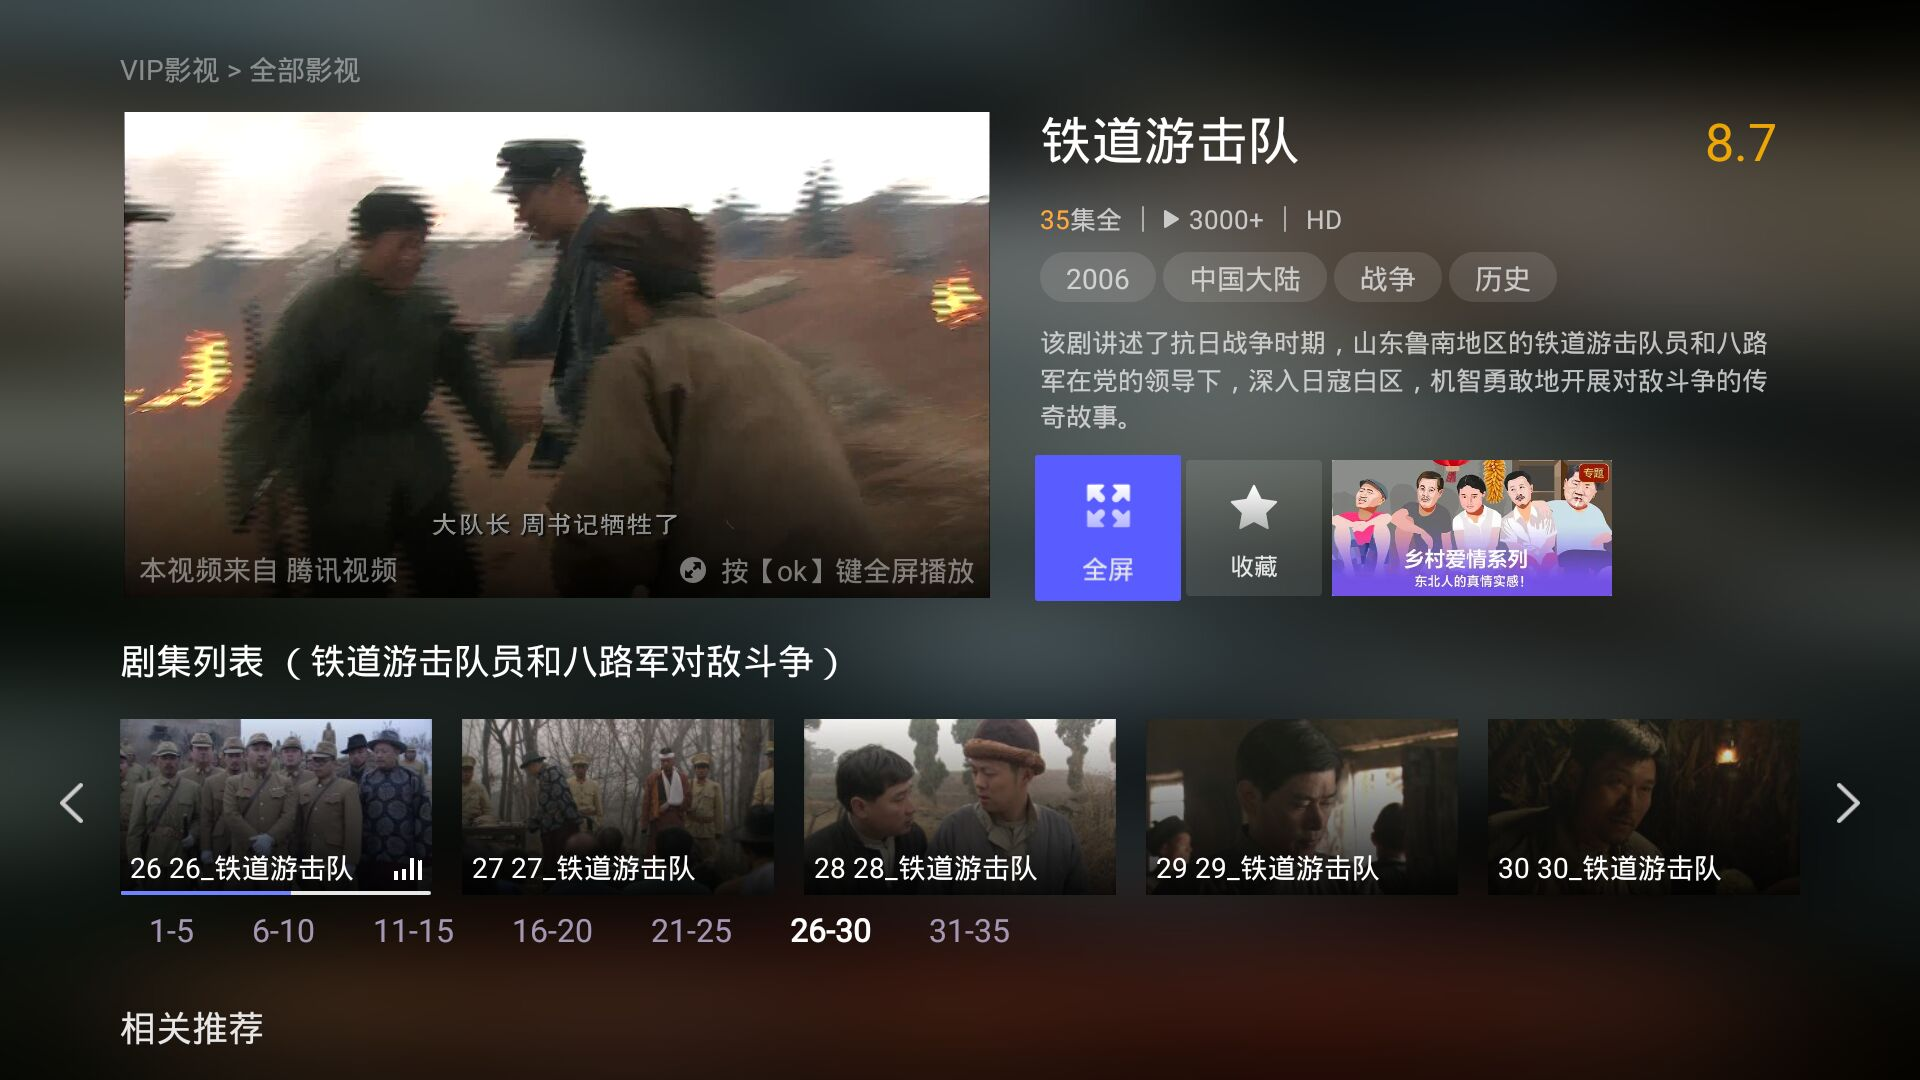 VIP影视 > 全部影视
铁道游击队
8.7
35集全 | 3000+ | HD
2006 中国大陆 战争 历史
该剧讲述了抗日战争时期，山东鲁南地区的铁道游击队员和八路
军在党的领导下，深入日寇白区，机智勇敢地开展对敌斗争的传
奇故事。
大队长 周书记牺牲了
本视频来自 腾讯视频
按【ok】键全屏播放
全屏
收藏
专题
乡村爱情系列
东北人的真情实感！
剧集列表（铁道游击队员和八路军对敌斗争）
26 26_铁道游击队
27 27_铁道游击队
28 28_铁道游击队
29 29_铁道游击队
30 30_铁道游击队
1-5 6-10 11-15 16-20 21-25 26-30 31-35
相关推荐